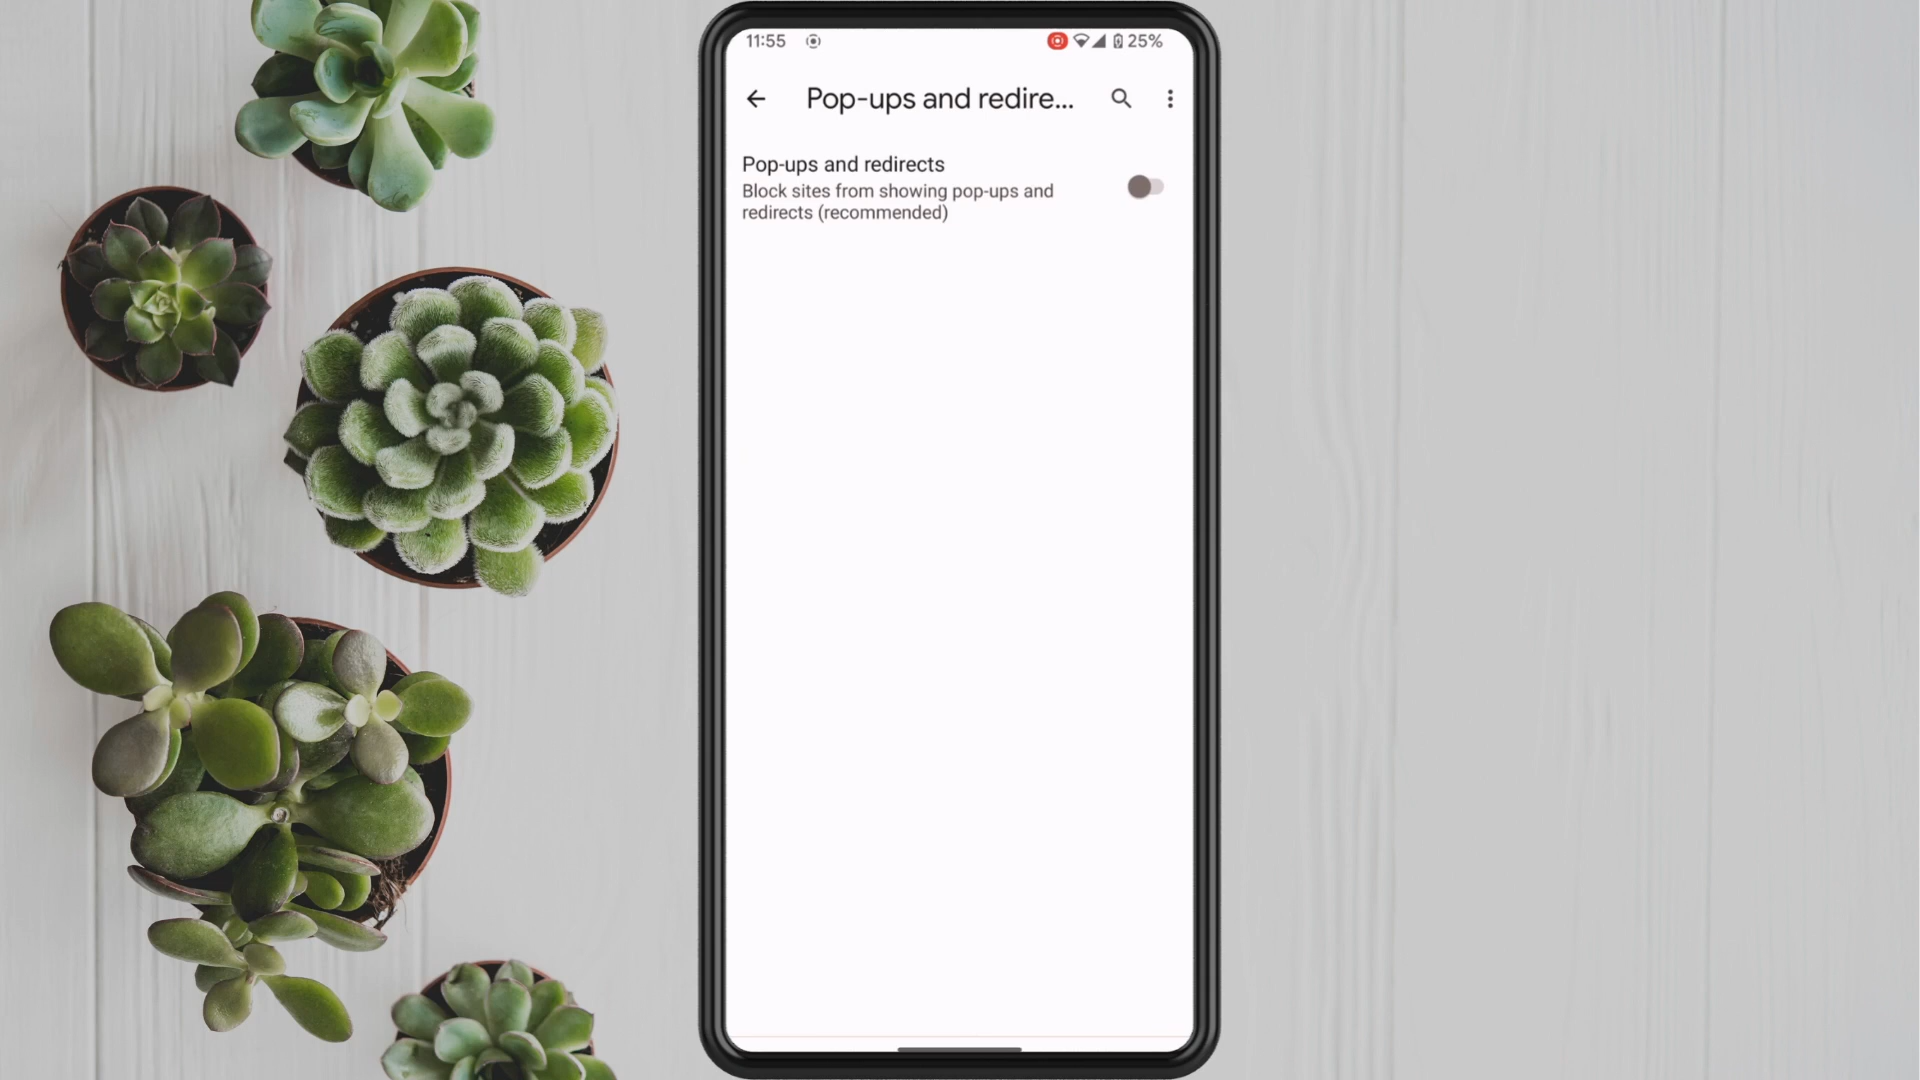 11:55 25%
Pop-ups and redire...
Pop-ups and redirects
Block sites from showing pop-ups and
redirects (recommended)